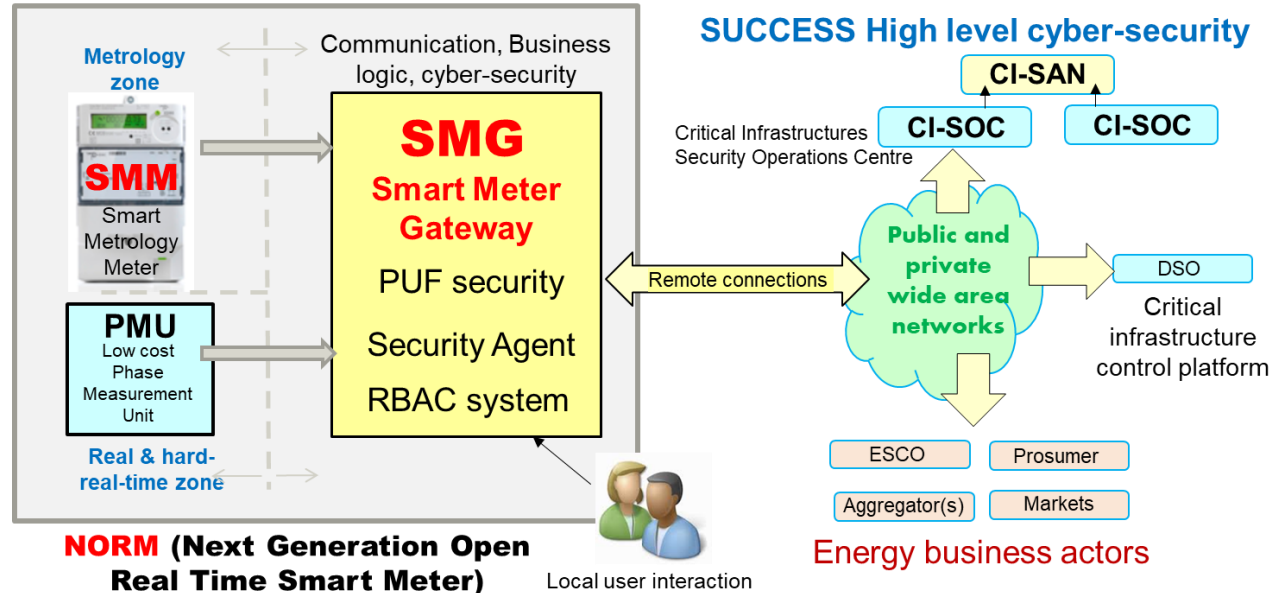 Metrology
zone
SMM
Smart
Metrology
Meter
PMU
Low cost
Phase
Measurement
Unit
Real & hard-
real-time zone
Communication, Business
logic, cyber-security
SMG
Smart Meter
Gateway
PUF security
Security Agent
RBAC system
NORM (Next Generation Open
Real Time Smart Meter)
Local user interaction
Remote connections
SUCCESS High level cyber-security
CI-SAN
CI-SOC
CI-SOC
Critical Infrastructures
Security Operations Centre
Public and
private
wide area
networks
DSO
Critical
infrastructure
control platform
ESCO
Prosumer
Aggregator(s)
Markets
Energy business actors